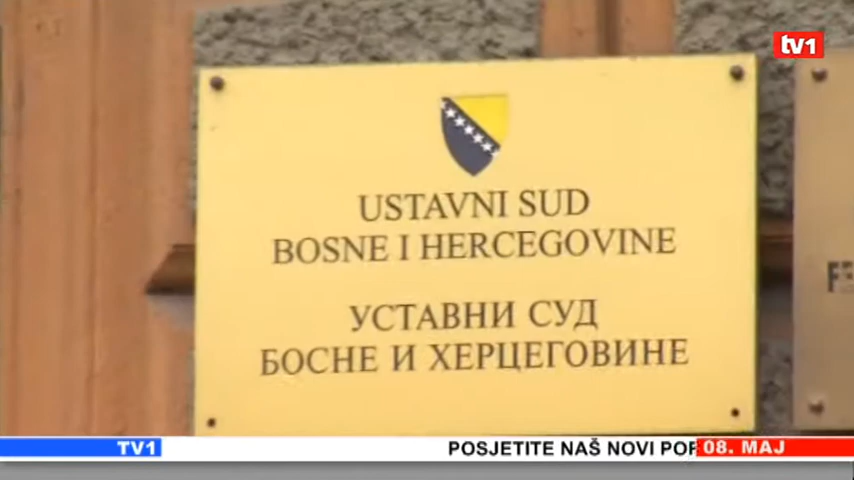 tv1
USTAVNI SUD
BOSNE I HERCEGOVINE
УСТАВНИ СУД
БОСНЕ И ХЕРЦЕГОВИНЕ
TV1 POSJETITE NAŠ NOVI 08. MAJ